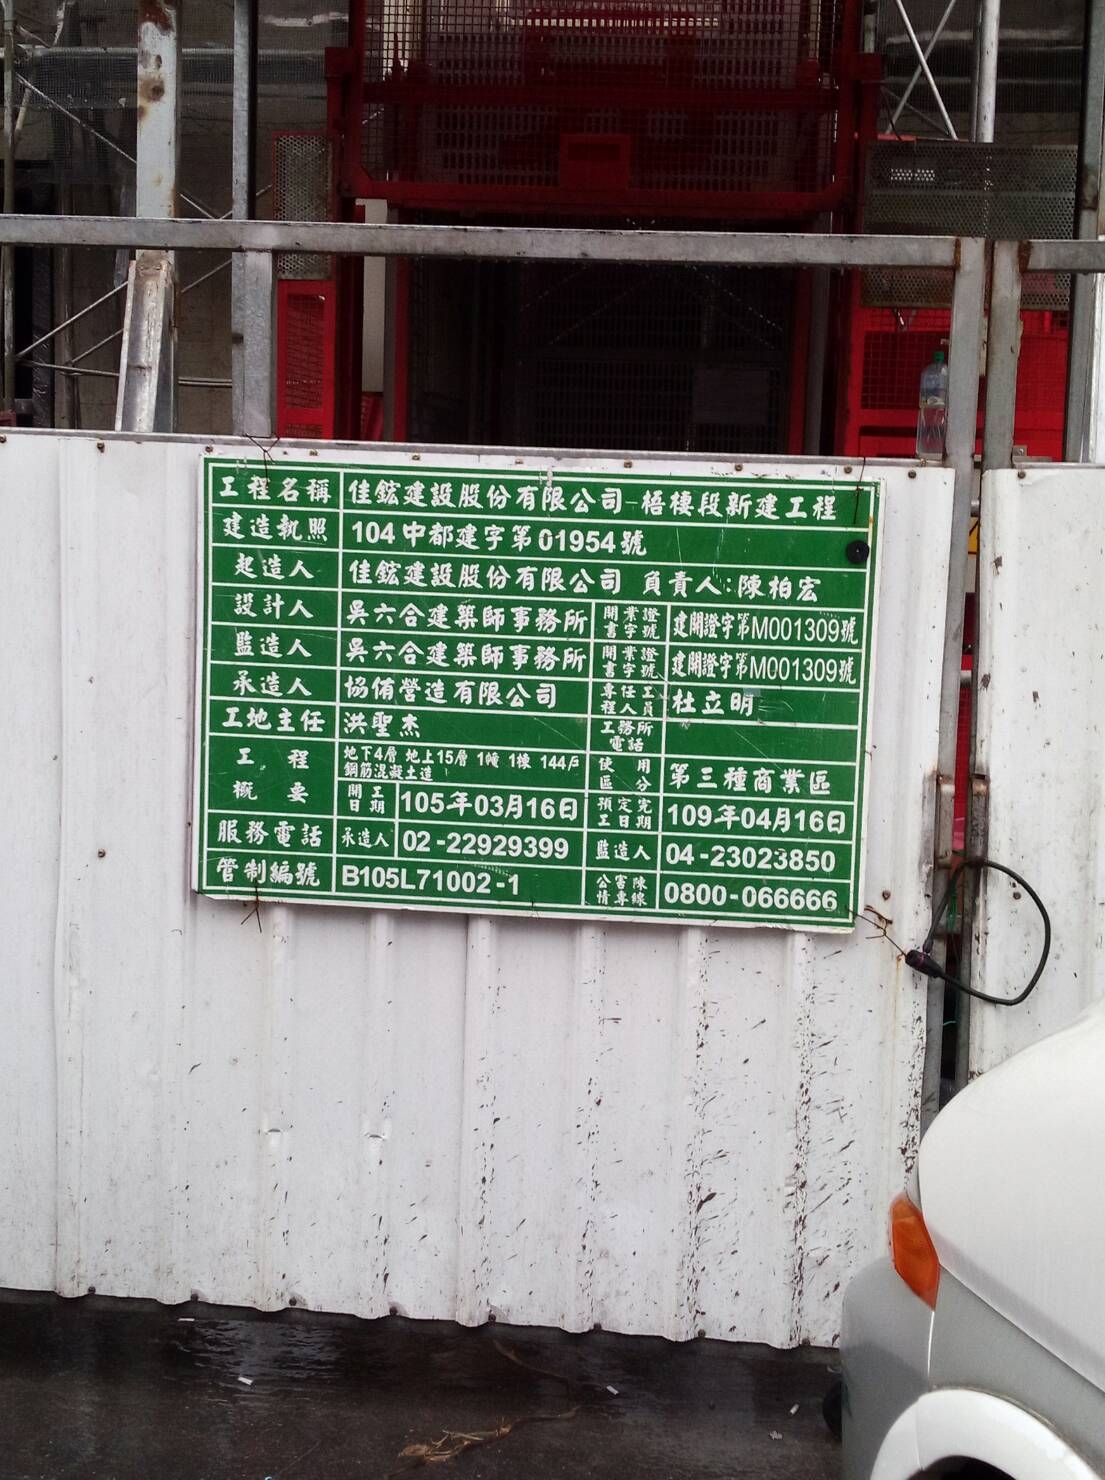 工程名稱 佳鋐建設股份有限公司-梧棲段新建工程
建造執照 104中都建字第01954號
起造人 佳鋐建設股份有限公司 負責人:陳柏宏
設計人 吳六合建築師事務所 開業證書字號 建開證字第M001309號
監造人 吳六合建築師事務所 開業證書字號 建開證字第M001309號
承造人 協侑營造有限公司 專任工程人員 杜立明
工地主任 洪聖杰 工務所電話
工程概要 地下4層 地上15層 1幢 1棟 144戶
鋼筋混凝土造 使用區分 第三種商業區
開工日期 105年03月16日 預定完工日期 109年04月16日
服務電話 承造人 02-22929399 監造人 04-23023850
管制編號 B105L71002-1 公害陳情專線 0800-066666